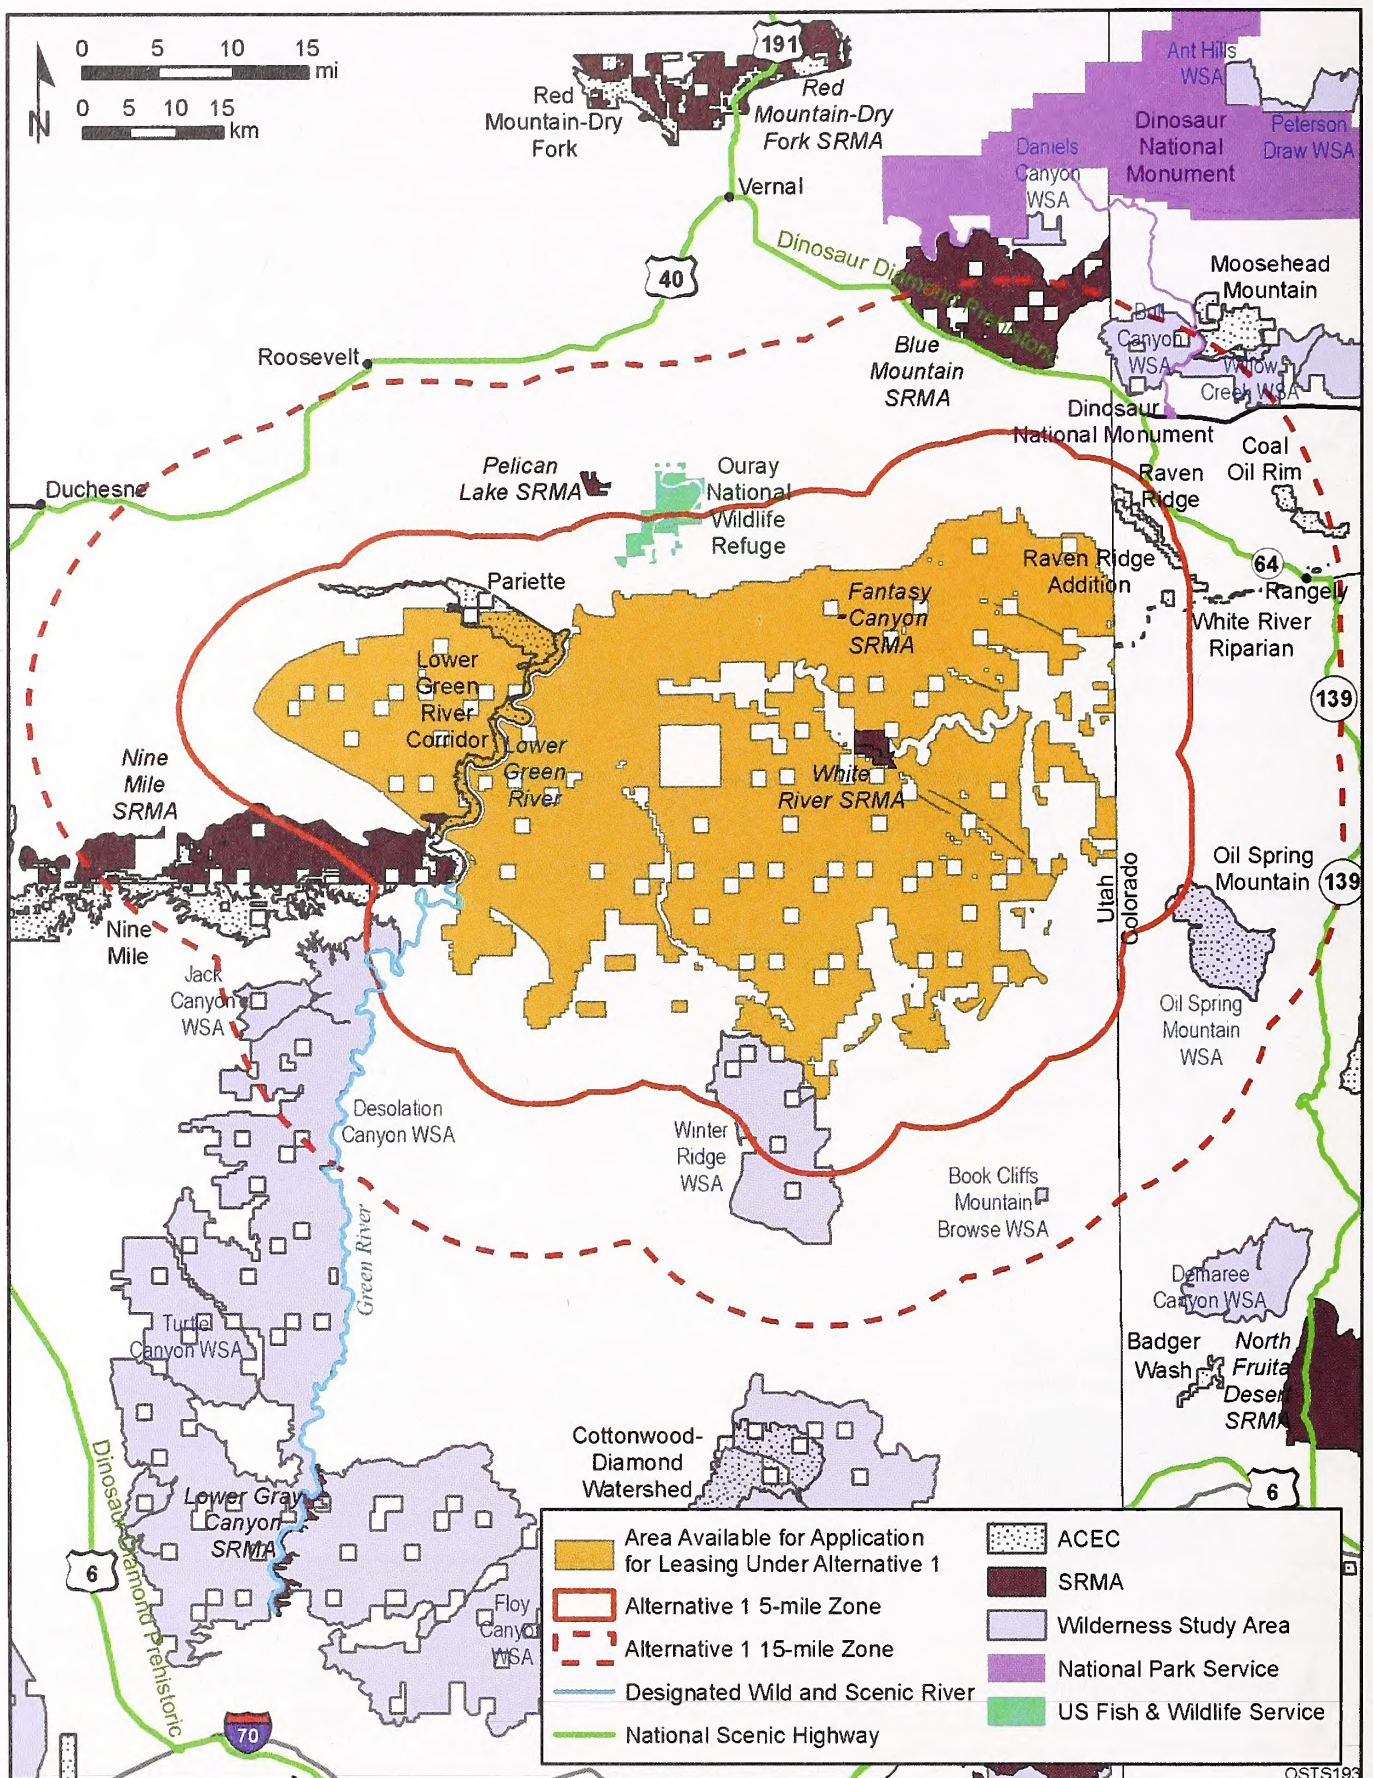 0 5 10 15
mi
0 5 10 15
km
N
191
Red
Mountain-Dry
Fork
Red
Mountain-Dry
Fork SRMA
Ant Hills
WSA
Dinosaur
National
Monument
Peterson
Draw WSA
Daniels
Canyon
WSA
Vernal
40
Dinosaur Diamond Prehistoric
Moosehead
Mountain
Bull
Canyon
WSA
Willow
Creek WSA
Roosevelt
Blue
Mountain
SRMA
Dinosaur
National Monument
Coal
Oil Rim
Raven
Ridge
Pelican
Lake SRMA
Ouray
National
Wildlife
Refuge
Duchesne
64
Rangely
Raven Ridge
Addition
Pariette
Fantasy
Canyon
SRMA
White River
Riparian
Lower
Green
River
Corridor
Lower
Green
River
139
White
River SRMA
Nine
Mile
SRMA
Oil Spring
Mountain
139
Utah
Colorado
Nine
Mile
Jack
Canyon
WSA
Oil Spring
Mountain
WSA
Desolation
Canyon WSA
Winter
Ridge
WSA
Book Cliffs
Mountain
Browse WSA
Green River
Demaree
Canyon WSA
Turtle
Canyon WSA
Badger
Wash
North
Fruita
Desert
SRMA
Cottonwood-
Diamond
Watershed
Lower Gray
Canyon
SRMA
6
6
Dinosaur Diamond Prehistoric
Floy
Canyon
WSA
70
Area Available for Application
for Leasing Under Alternative 1
Alternative 1 5-mile Zone
Alternative 1 15-mile Zone
Designated Wild and Scenic River
National Scenic Highway
ACEC
SRMA
Wilderness Study Area
National Park Service
US Fish & Wildlife Service
OSTS193